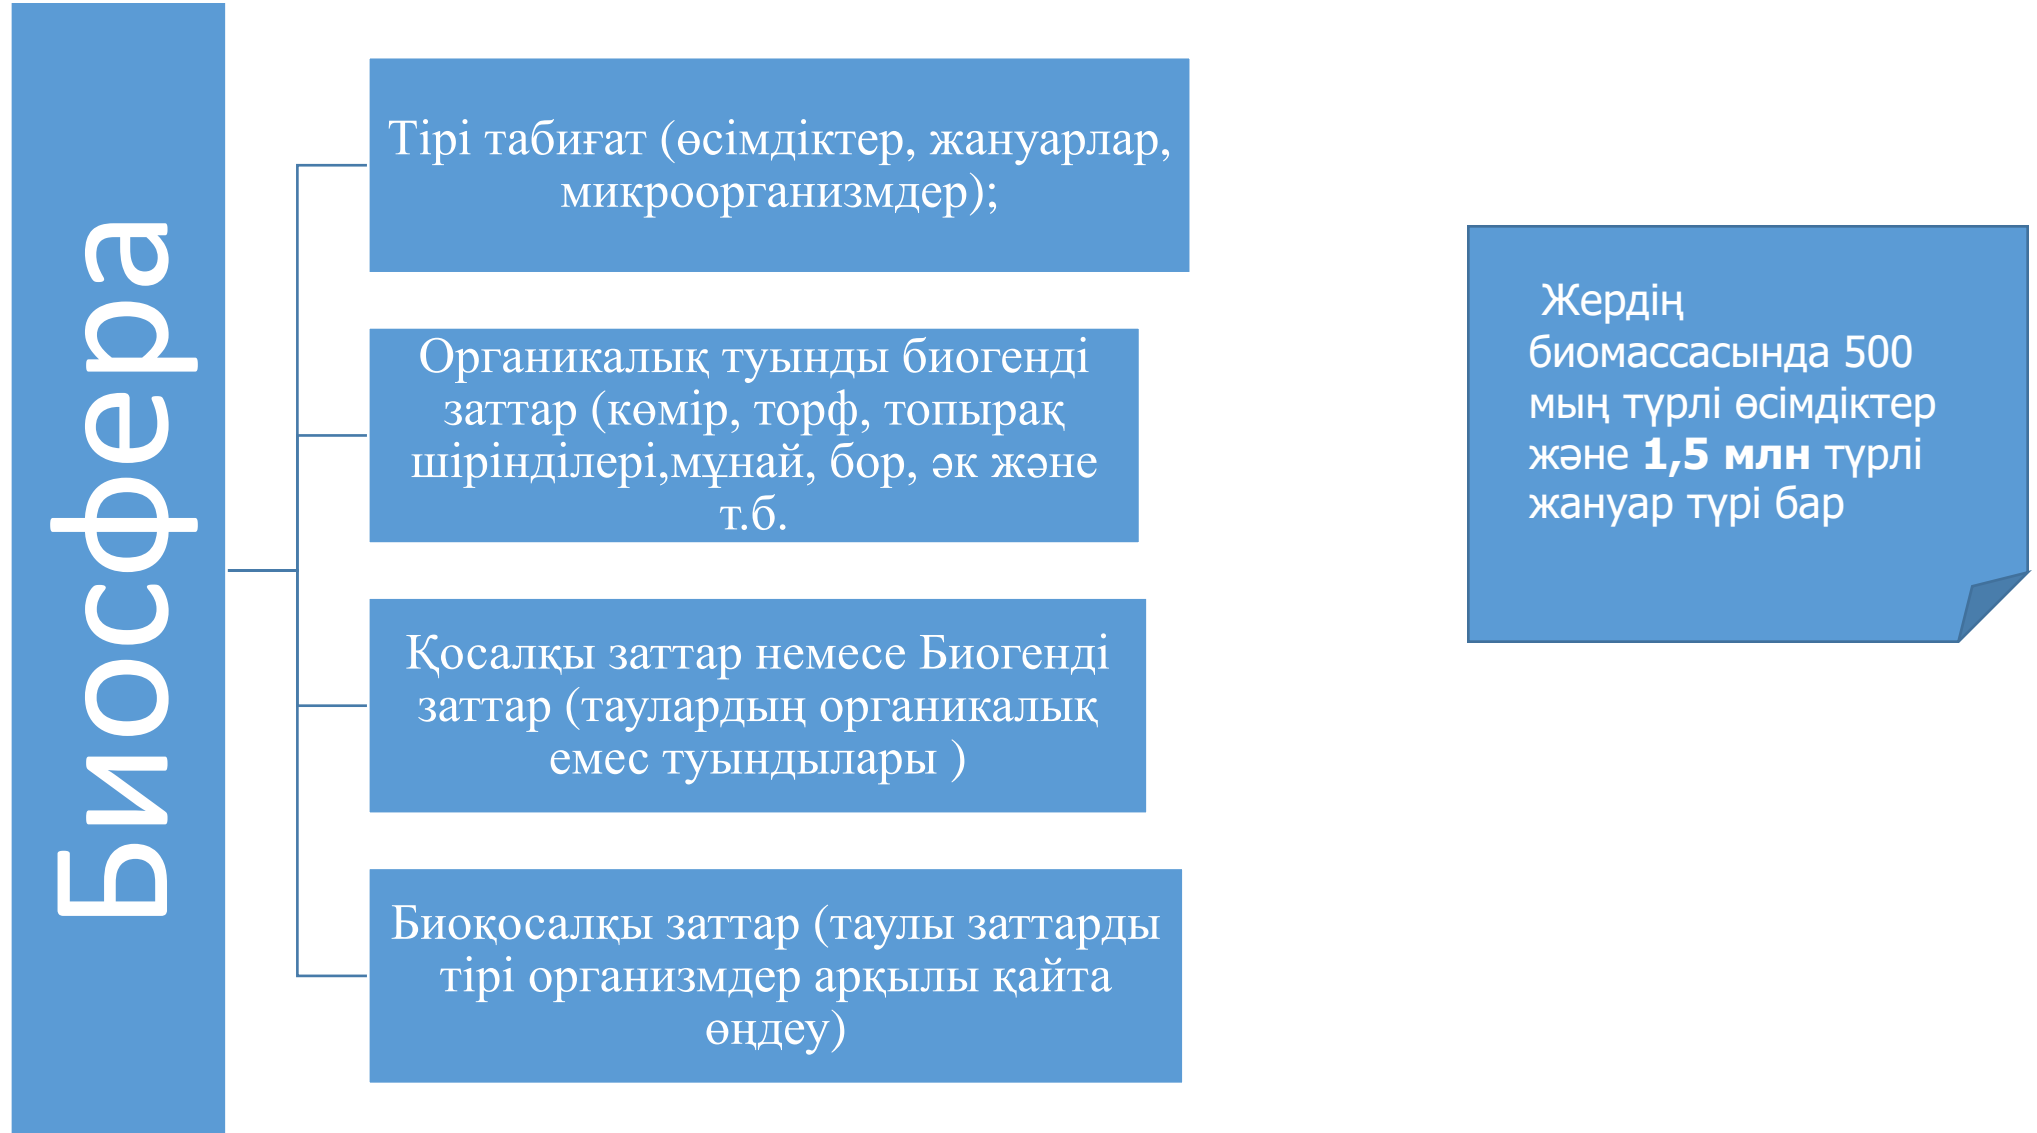 Биосфера
Тірі табиғат (өсімдіктер, жануарлар,
микроорганизмдер);
Органикалық туынды биогенді
заттар (көмір, торф, топырақ
шірінділері,мұнай, бор, әк және
т.б.
Қосалқы заттар немесе Биогенді
заттар (таулардың органикалық
емес туындылары )
Биоқосалқы заттар (таулы заттарды
тірі организмдер арқылы қайта
өңдеу)
Жердің
биомассасында 500
мың түрлі өсімдіктер
және 1,5 млн түрлі
жануар түрі бар